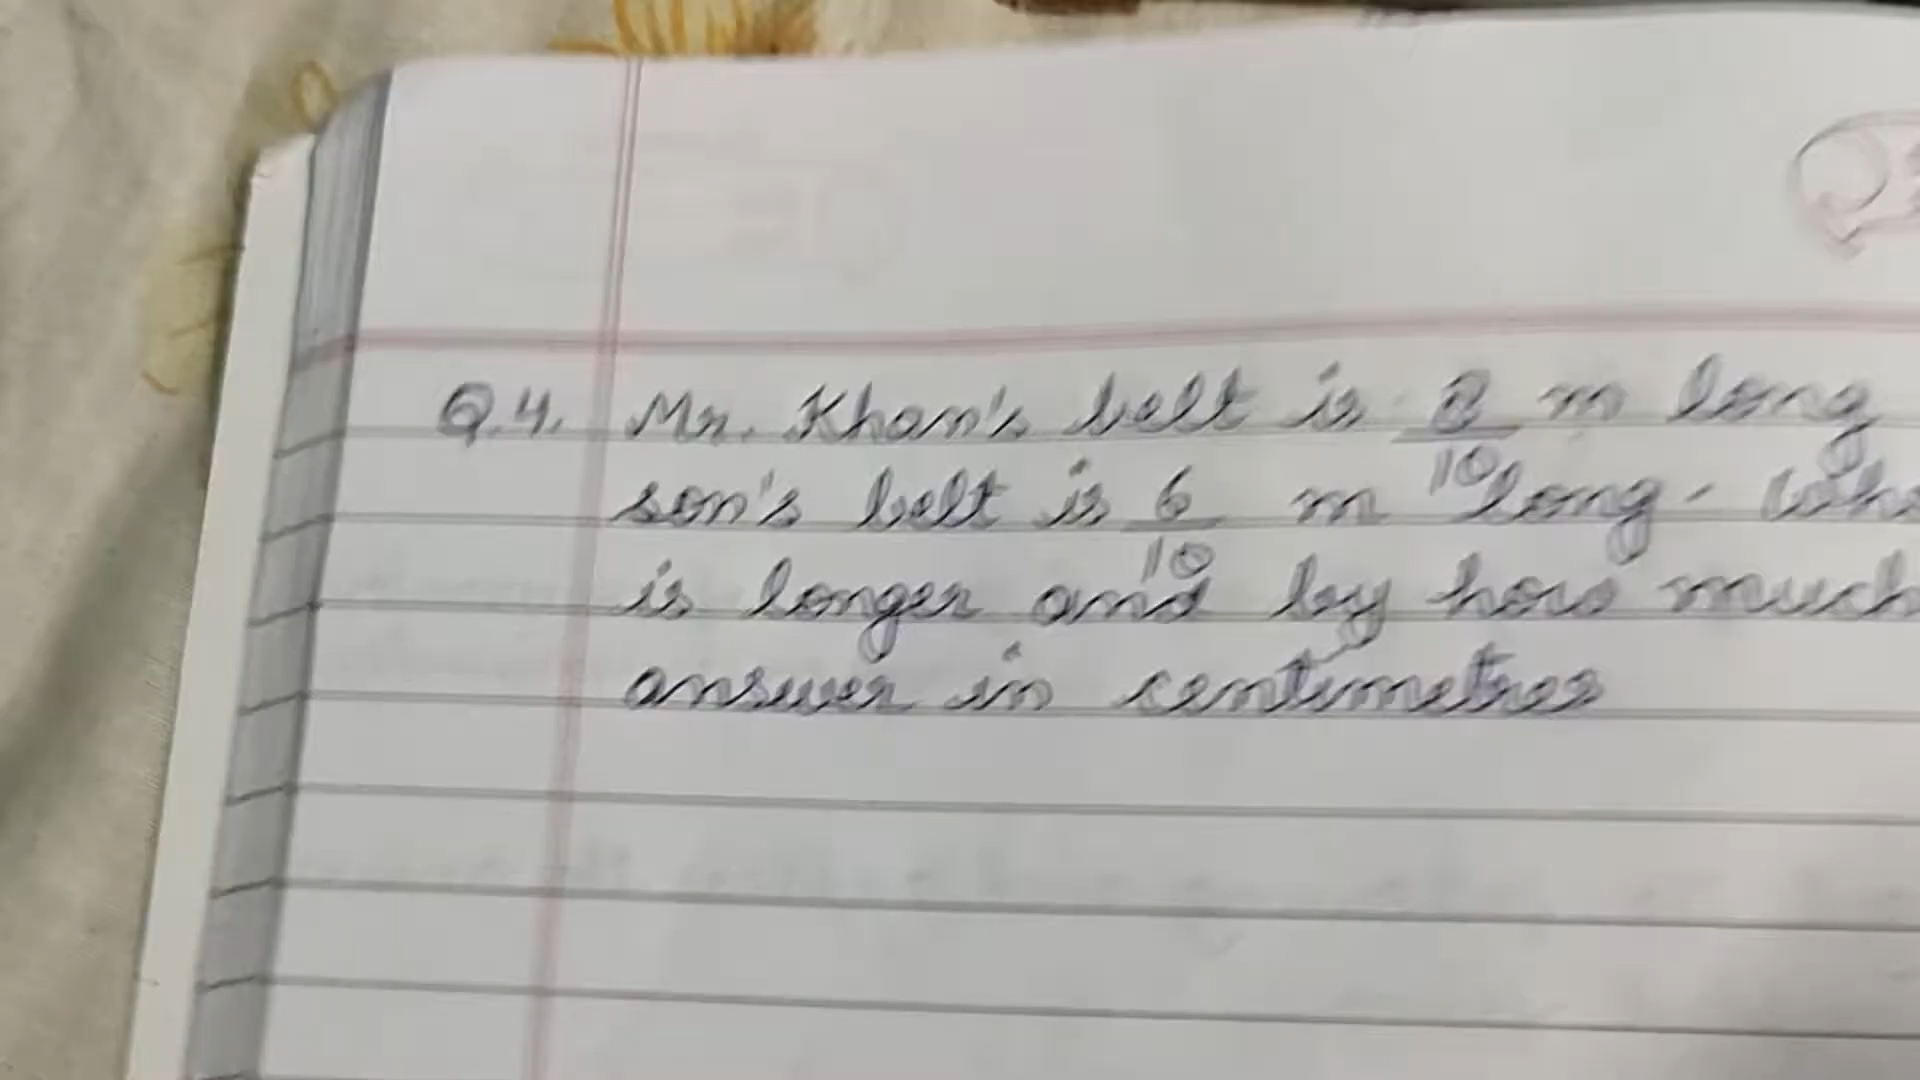 Q.4. Mr. Khan's belt is 8/10 m long
son's belt is 6/10 m long. Who
is longer and by how much
answer in centimetres